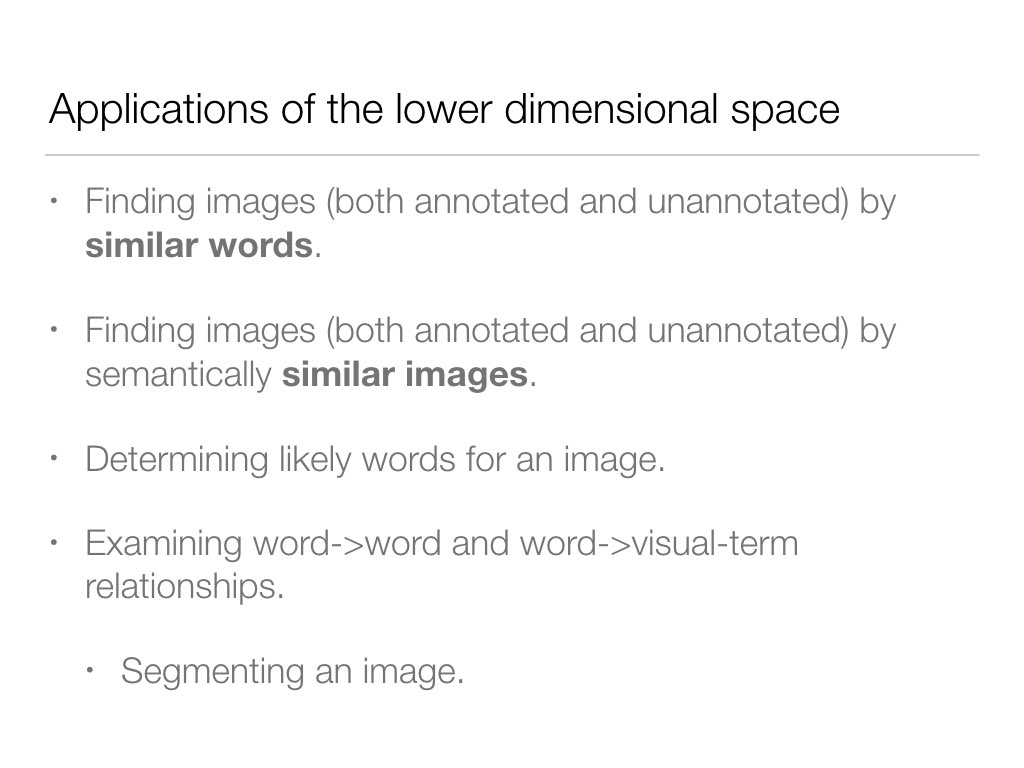 Applications of the lower dimensional space
• Finding images (both annotated and unannotated) by
similar words.
• Finding images (both annotated and unannotated) by
semantically similar images.
• Determining likely words for an image.
• Examining word->word and word->visual-term
relationships.
• Segmenting an image.